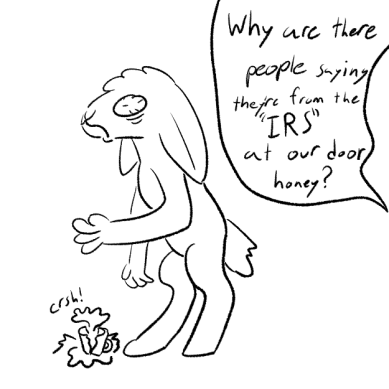 Why are there
people saying
they're from the
"IRS"
at our door
honey?
crsh!